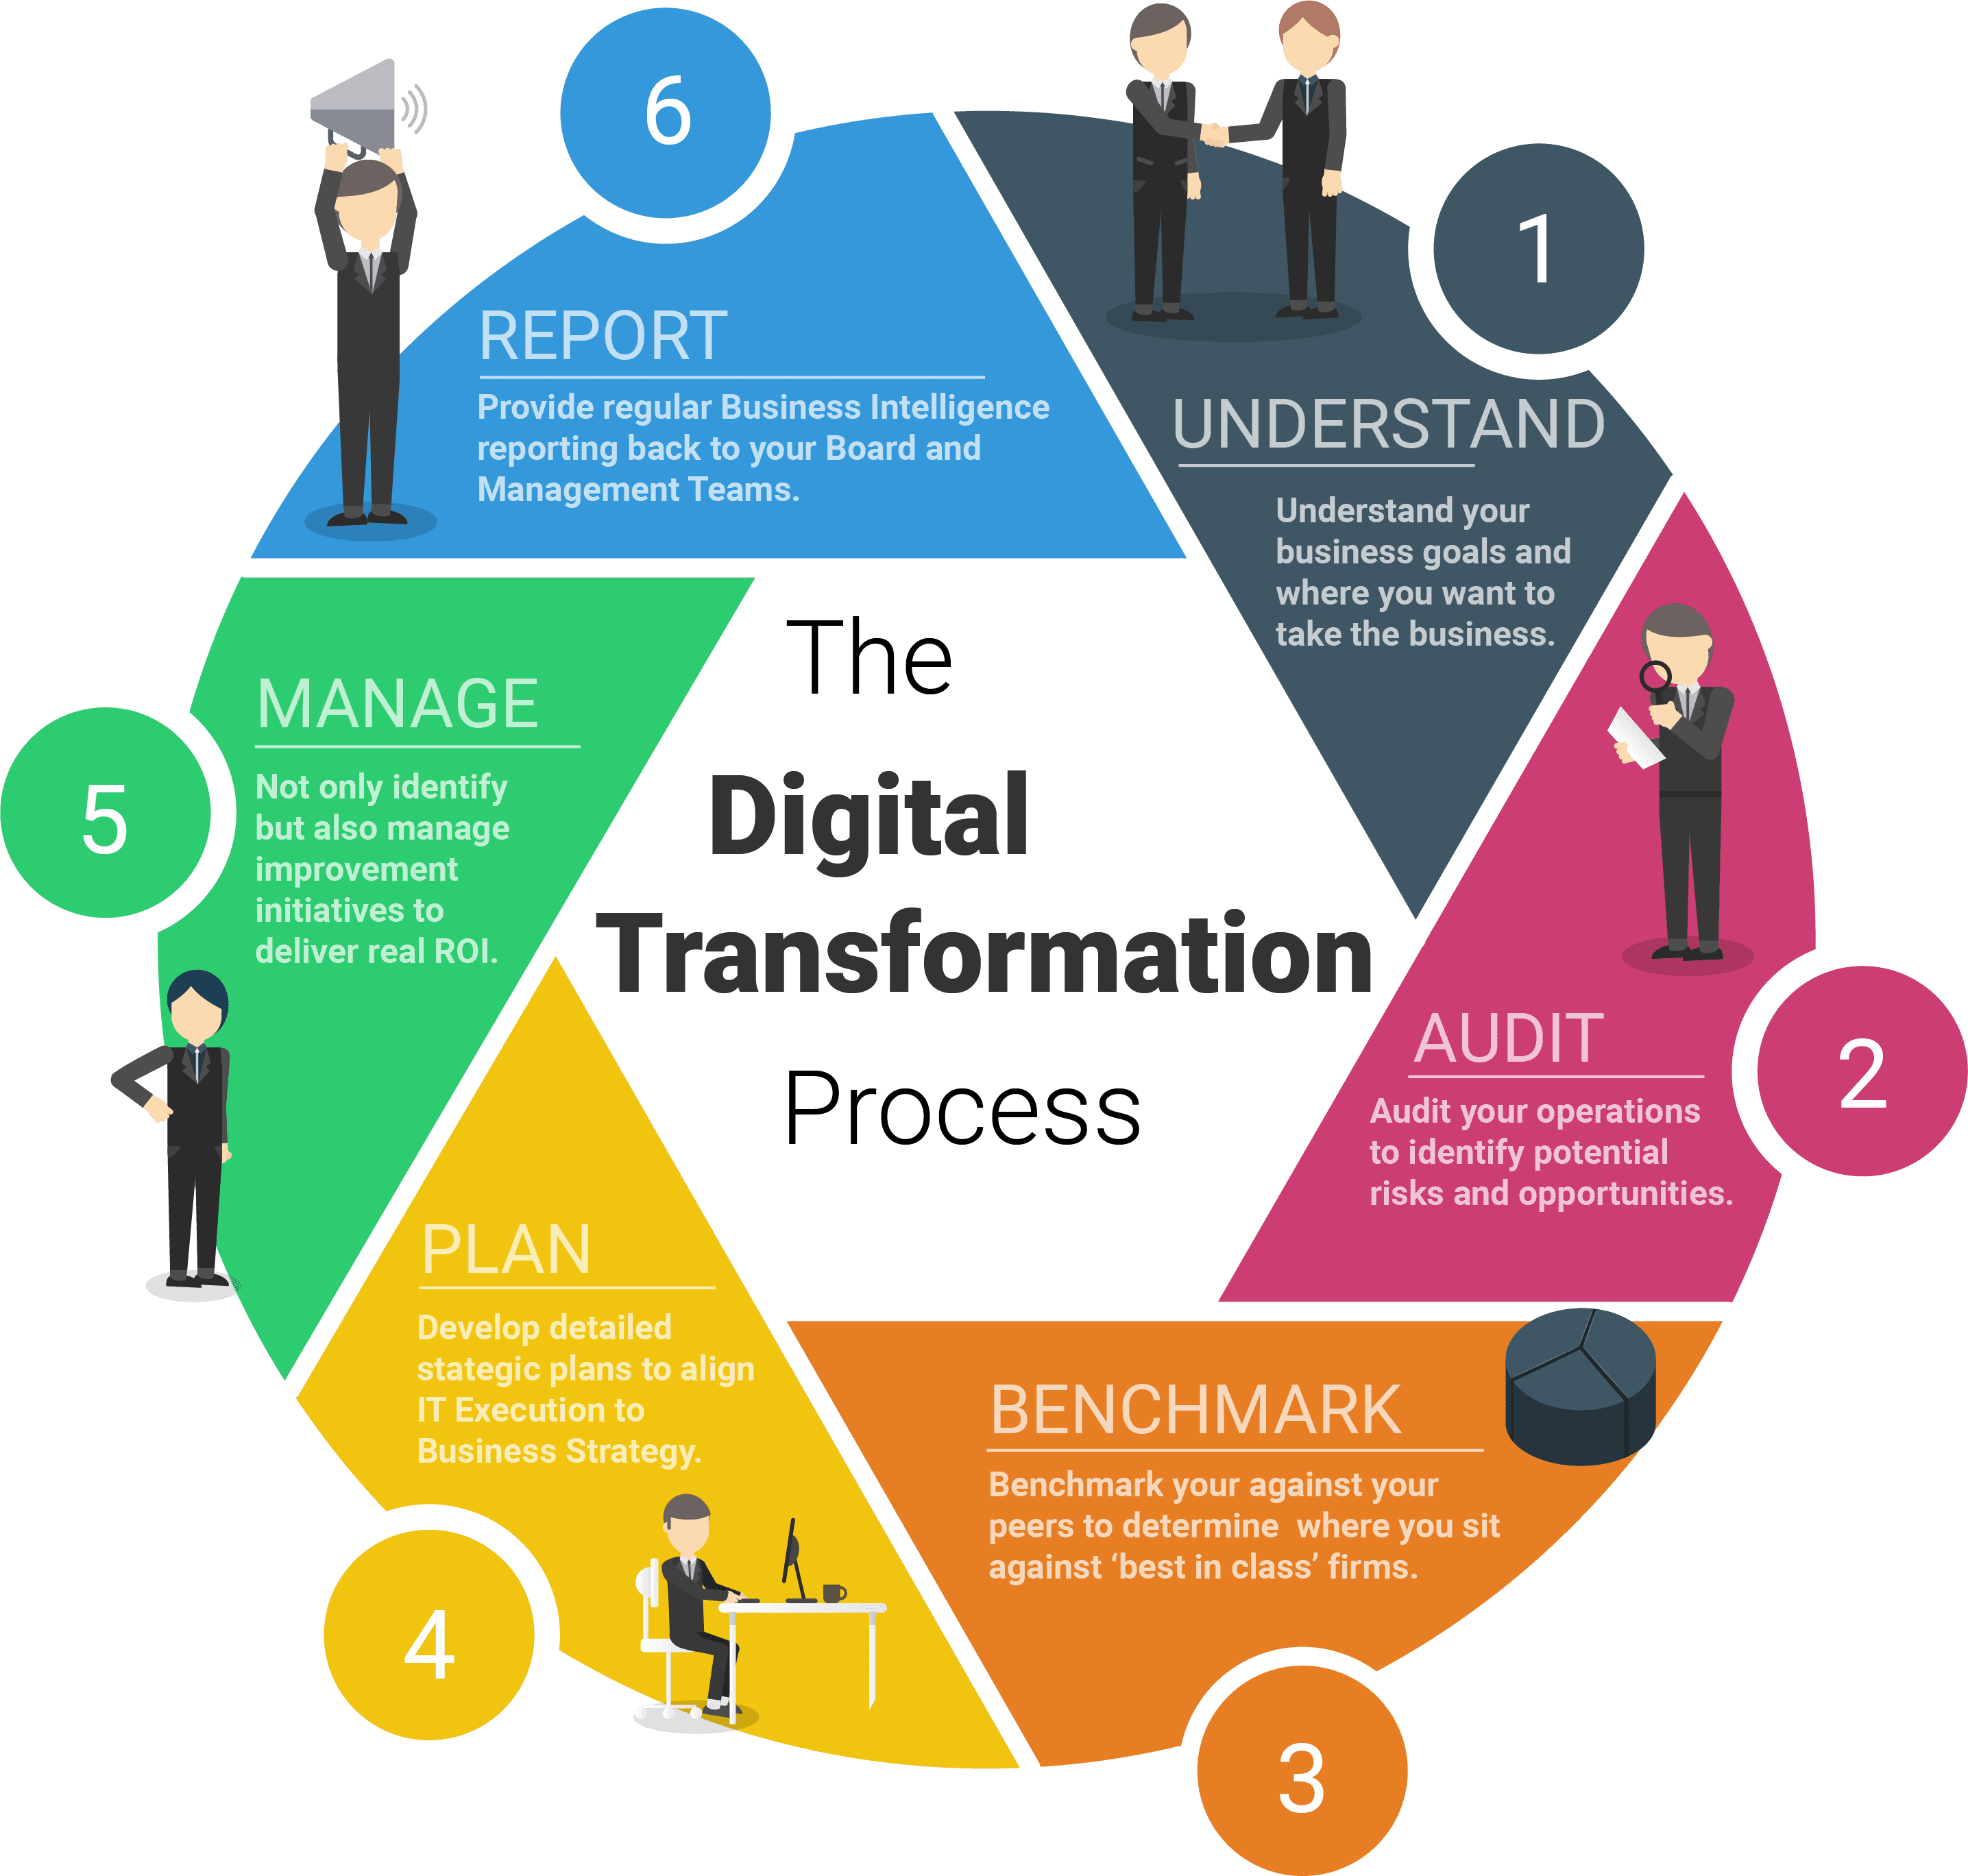 The
Digital
Transformation
Process
1
UNDERSTAND
Understand your
business goals and
where you want to
take the business.
2
AUDIT
Audit your operations
to identify potential
risks and opportunities.
3
BENCHMARK
Benchmark your against your
peers to determine  where you sit
against ‘best in class’ firms.
4
PLAN
Develop detailed
stategic plans to align
IT Execution to
Business Strategy.
5
MANAGE
Not only identify
but also manage
improvement
initiatives to
deliver real ROI.
6
REPORT
Provide regular Business Intelligence
reporting back to your Board and
Management Teams.